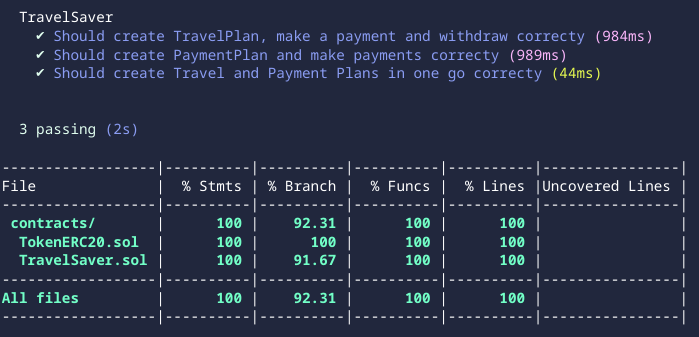 TravelSaver
✔ Should create TravelPlan, make a payment and withdraw correcty (984ms)
✔ Should create PaymentPlan and make payments correcty (989ms)
✔ Should create Travel and Payment Plans in one go correcty (44ms)
3 passing (2s)
------------------|----------|----------|----------|----------|----------------|
File              |  % Stmts | % Branch |  % Funcs |  % Lines |Uncovered Lines |
------------------|----------|----------|----------|----------|----------------|
 contracts/       |      100 |    92.31 |      100 |      100 |                |
  TokenERC20.sol  |      100 |      100 |      100 |      100 |                |
  TravelSaver.sol |      100 |    91.67 |      100 |      100 |                |
------------------|----------|----------|----------|----------|----------------|
All files         |      100 |    92.31 |      100 |      100 |                |
------------------|----------|----------|----------|----------|----------------|